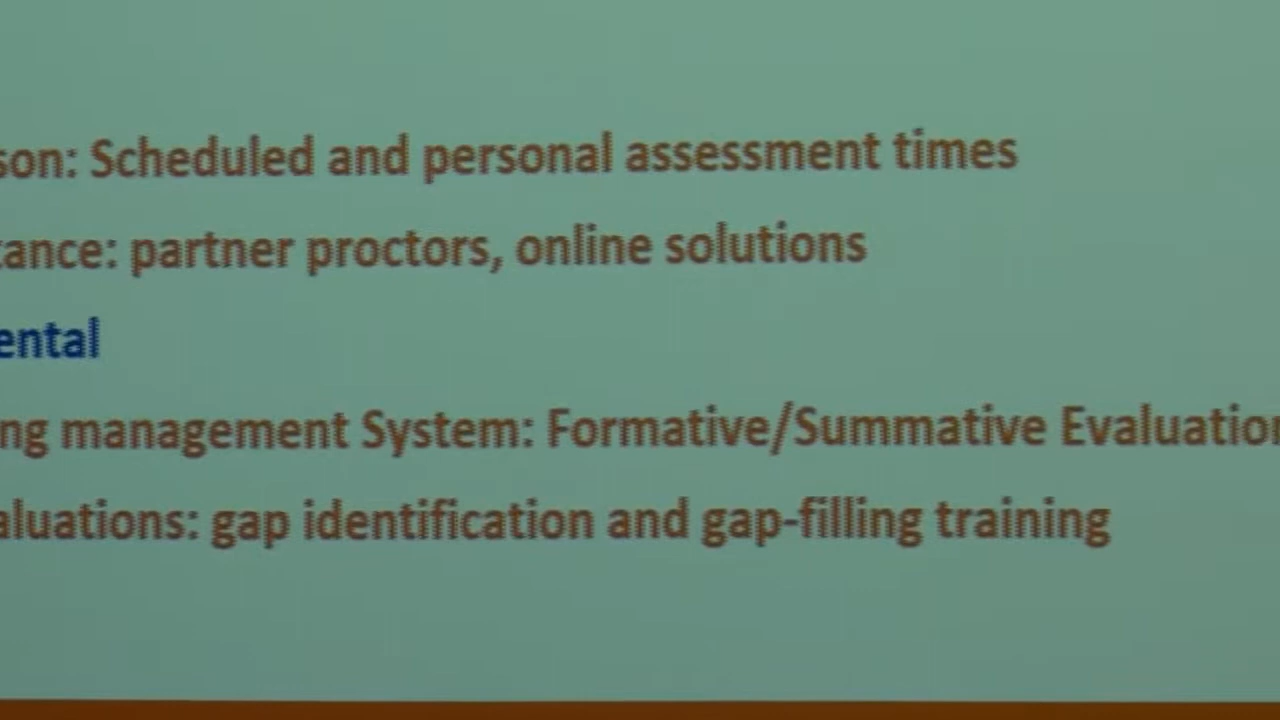 son: Scheduled and personal assessment times
tance: partner proctors, online solutions
ental
ng management System: Formative/Summative Evaluation
aluations: gap identification and gap-filling training